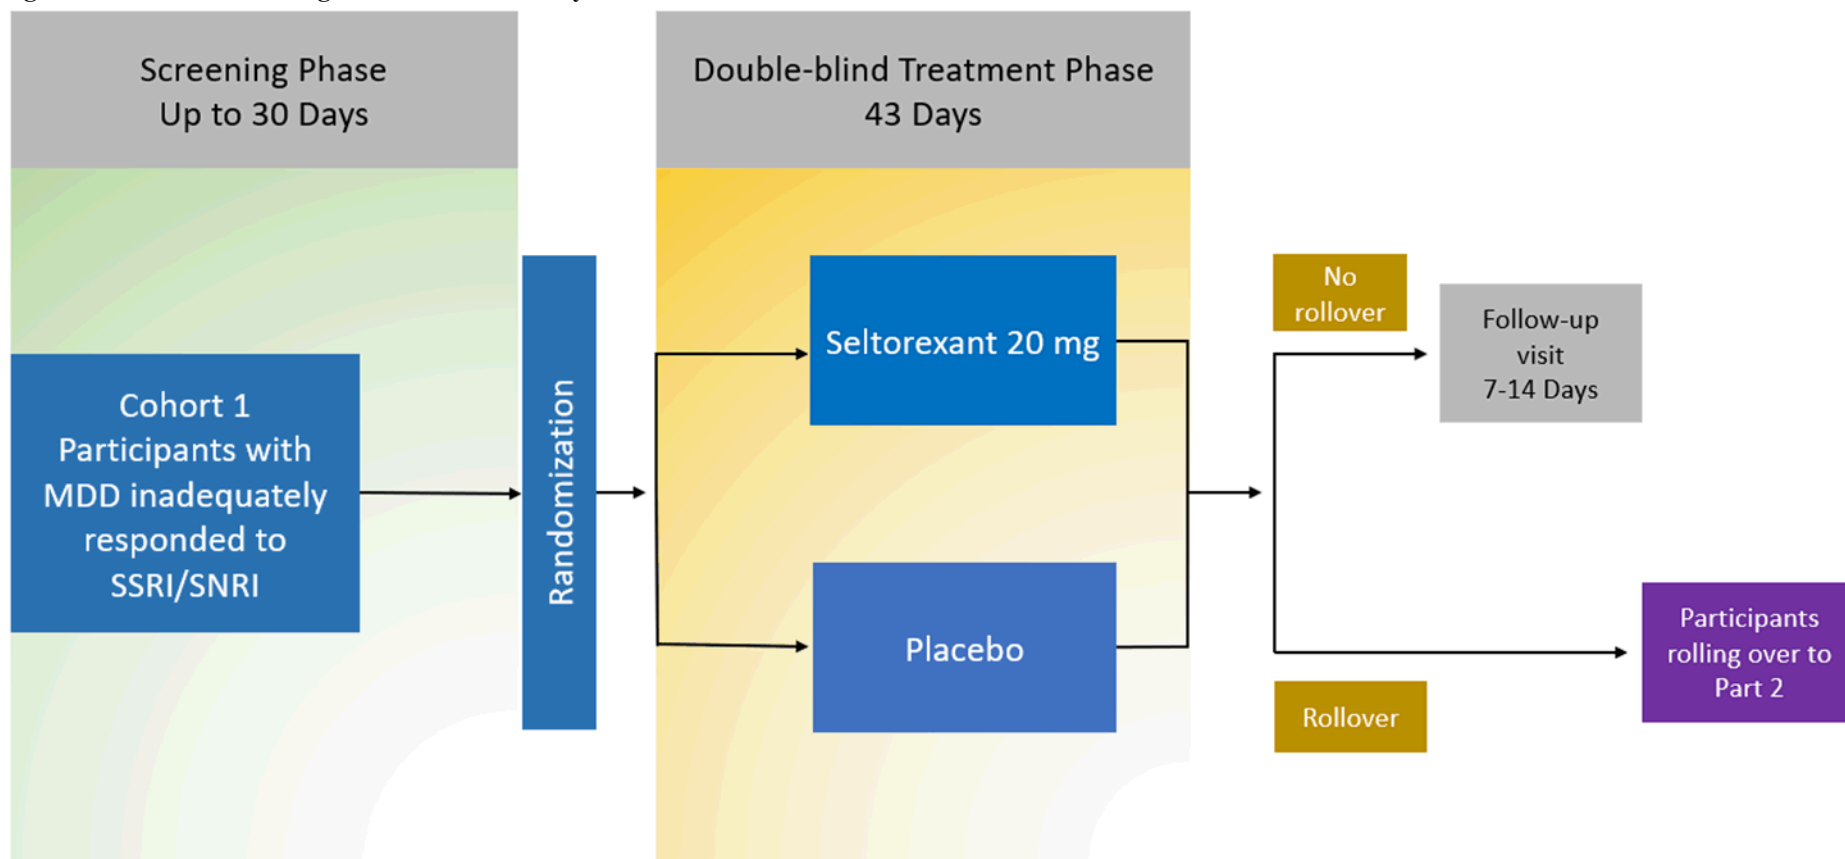 Screening Phase
Up to 30 Days
Double-blind Treatment Phase
43 Days
Cohort 1
Participants with
MDD inadequately
responded to
SSRI/SNRI
Randomization
Seltorexant 20 mg
Placebo
No
rollover
Follow-up
visit
7-14 Days
Rollover
Participants
rolling over to
Part 2